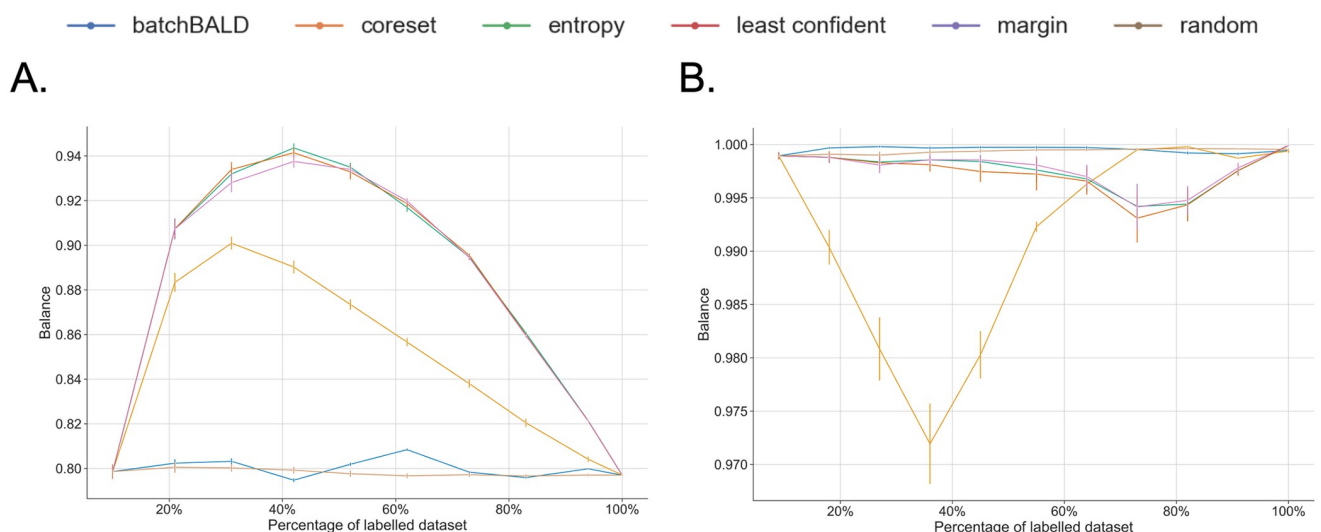 batchBALD coreset entropy least confident margin random
A. B.
0.94
0.92
0.90
0.88
0.86
0.84
0.82
0.80
Balance
20% 40% 60% 80% 100%
Percentage of labelled dataset
1.000
0.995
0.990
0.985
0.980
0.975
0.970
Balance
20% 40% 60% 80% 100%
Percentage of labelled dataset